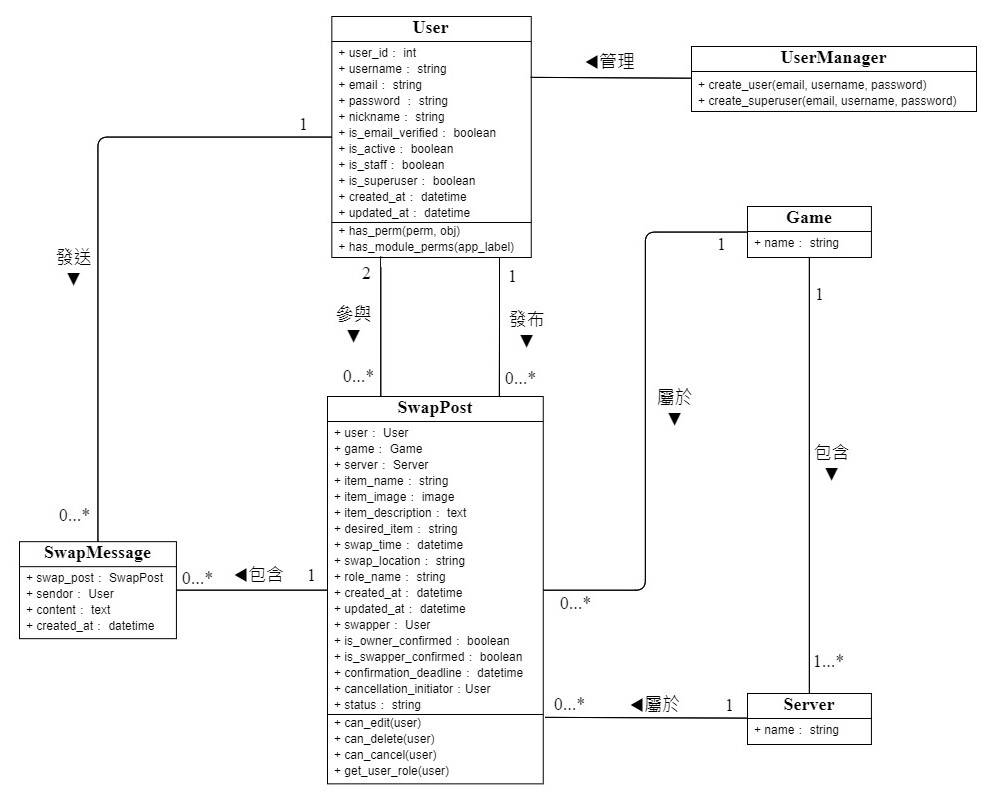 User
+ user_id : int
+ username : string
+ email : string
+ password : string
+ nickname : string
+ is_email_verified : boolean
+ is_active : boolean
+ is_staff : boolean
+ is_superuser : boolean
+ created_at : datetime
+ updated_at : datetime
+ has_perm(perm, obj)
+ has_module_perms(app_label)
◀管理
UserManager
+ create_user(email, username, password)
+ create_superuser(email, username, password)
1
發送
▼
0...*
2
參與
▼
0...*
1
發布
▼
0...*
Game
+ name : string
1
屬於
▼
0...*
1
包含
▼
1...*
SwapPost
+ user : User
+ game : Game
+ server : Server
+ item_name : string
+ item_image : image
+ item_description : text
+ desired_item : string
+ swap_time : datetime
+ swap_location : string
+ role_name : string
+ created_at : datetime
+ updated_at : datetime
+ swapper : User
+ is_owner_confirmed : boolean
+ is_swapper_confirmed : boolean
+ confirmation_deadline : datetime
+ cancellation_initiator : User
+ status : string
+ can_edit(user)
+ can_delete(user)
+ can_cancel(user)
+ get_user_role(user)
SwapMessage
+ swap_post : SwapPost
+ sendor : User
+ content : text
+ created_at : datetime
0...* ◀包含 1
0...* ◀屬於 1
Server
+ name : string